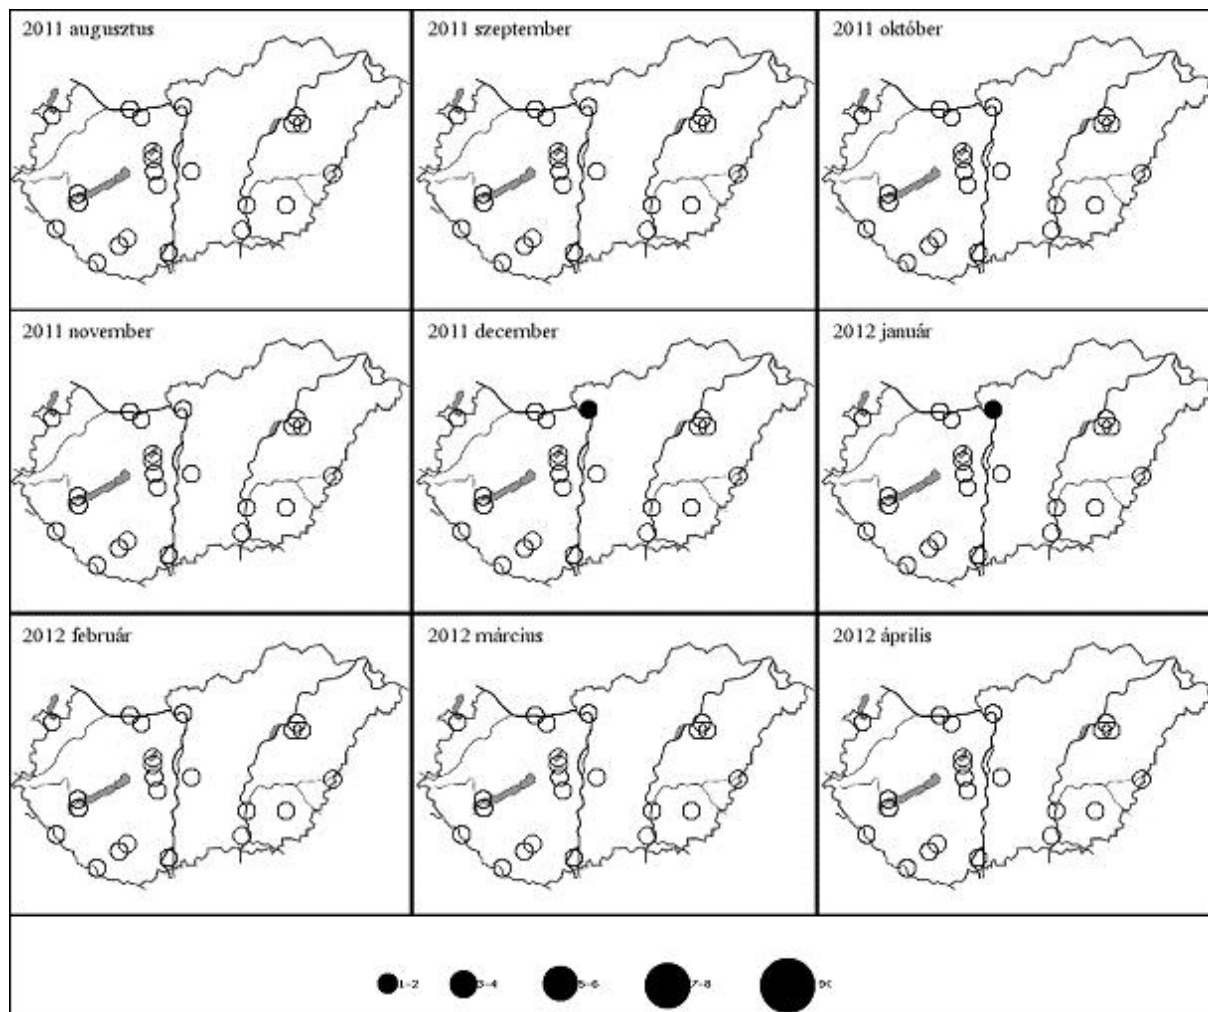 2011 augusztus
2011 szeptember
2011 október
2011 november
2011 december
2012 január
2012 február
2012 március
2012 április
1-2
3-4
5-6
7-8